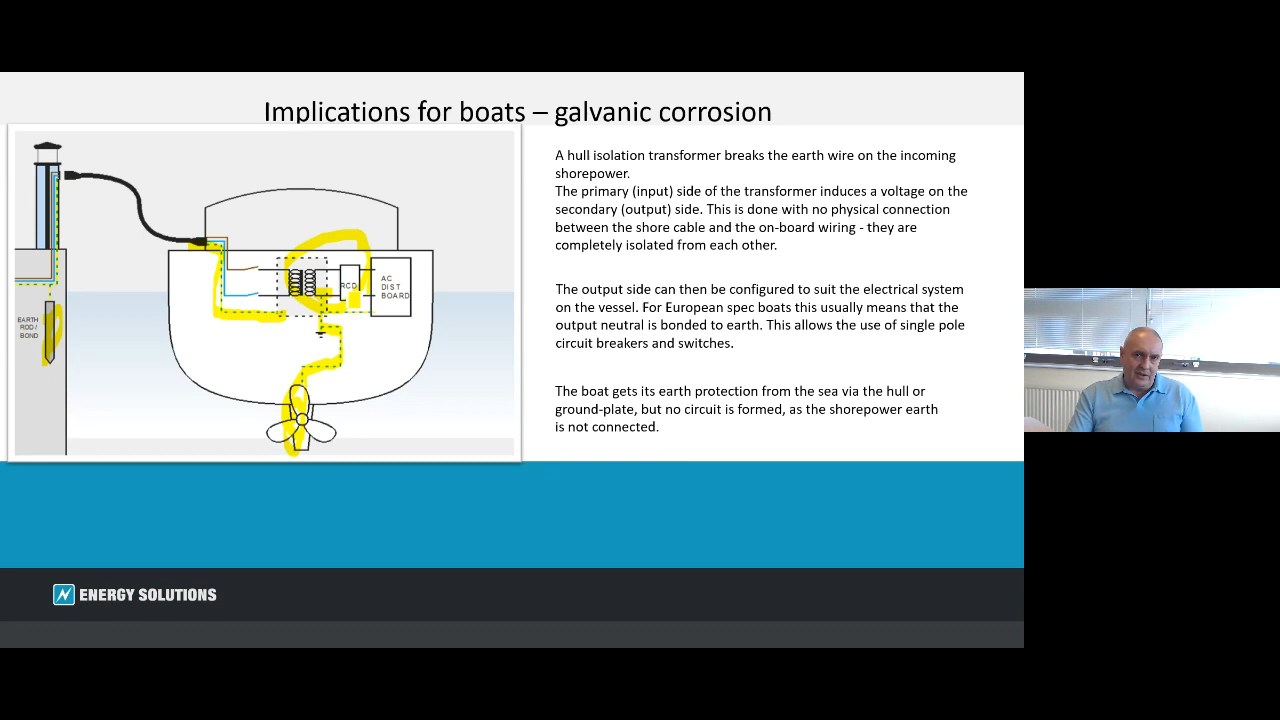 Implications for boats – galvanic corrosion
A hull isolation transformer breaks the earth wire on the incoming
shorepower.
The primary (input) side of the transformer induces a voltage on the
secondary (output) side. This is done with no physical connection
between the shore cable and the on-board wiring - they are
completely isolated from each other.
The output side can then be configured to suit the electrical system
on the vessel. For European spec boats this usually means that the
output neutral is bonded to earth. This allows the use of single pole
circuit breakers and switches.
The boat gets its earth protection from the sea via the hull or
ground-plate, but no circuit is formed, as the shorepower earth
is not connected.
RCD
AC
DIST
BOARD
EARTH
ROD /
BOND
ENERGY SOLUTIONS